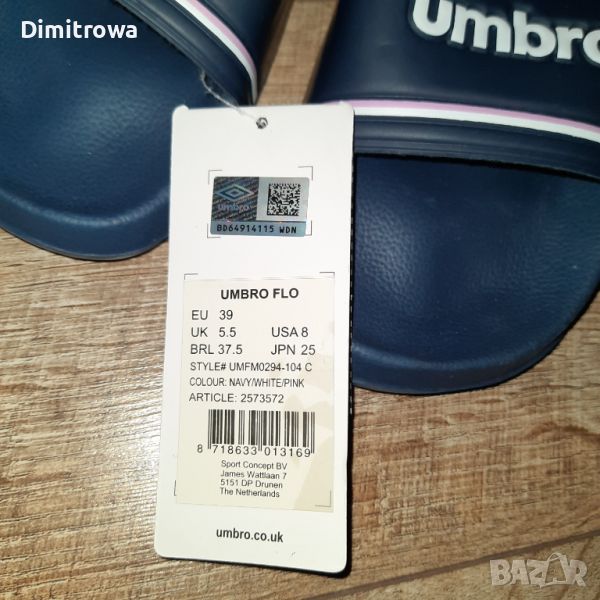 Dimitrowa
umbro
umbro
BD64914115 WDN
UMBRO FLO
EU 39
UK 5.5 USA 8
BRL 37.5 JPN 25
STYLE# UMFM0294-104 C
COLOUR: NAVY/WHITE/PINK
ARTICLE: 2573572
8 718633 013169
Sport Concept BV
James Wattlaan 7
5151 DP Drunen
The Netherlands
umbro.co.uk
BAZAR